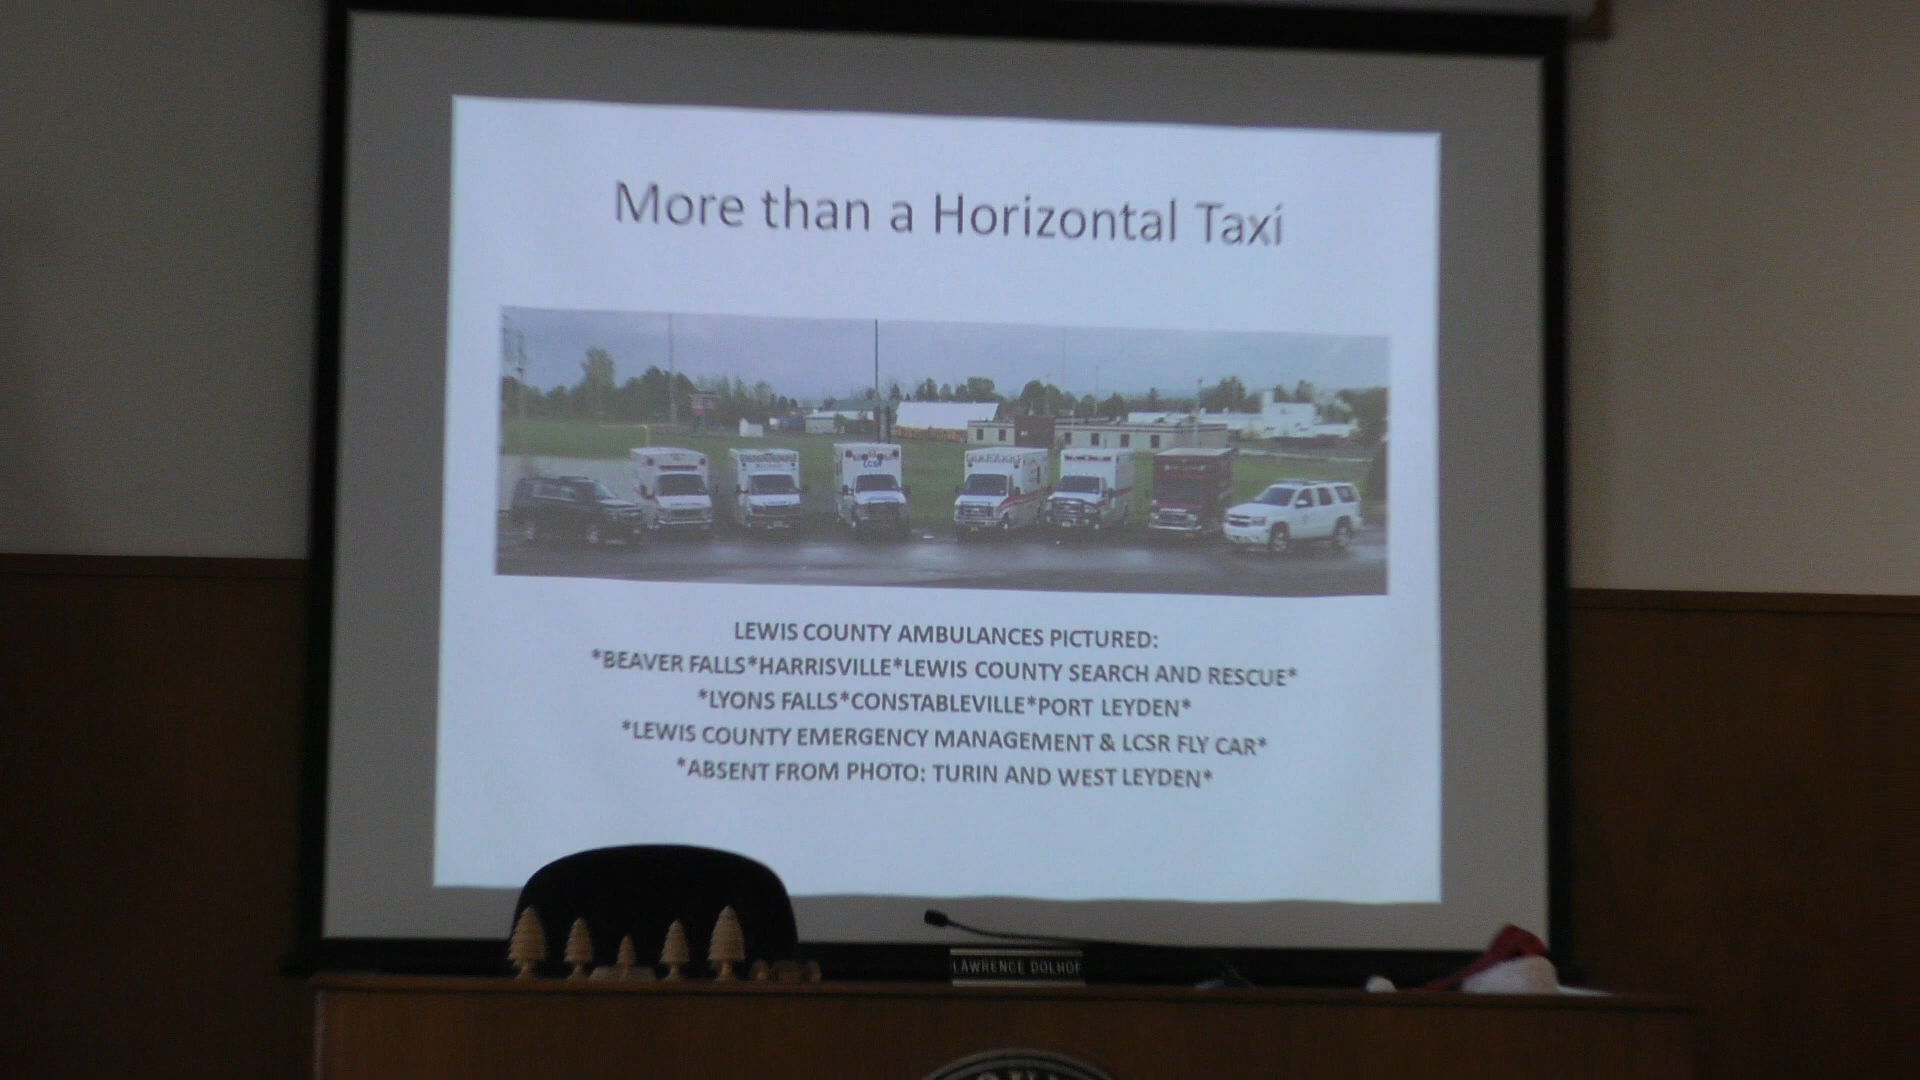 More than a Horizontal Taxi
LCSR
LEWIS COUNTY AMBULANCES PICTURED:
*BEAVER FALLS*HARRISVILLE*LEWIS COUNTY SEARCH AND RESCUE*
*LYONS FALLS*CONSTABLEVILLE*PORT LEYDEN*
*LEWIS COUNTY EMERGENCY MANAGEMENT & LCSR FLY CAR*
*ABSENT FROM PHOTO: TURIN AND WEST LEYDEN*
LAWRENCE DOLHOF